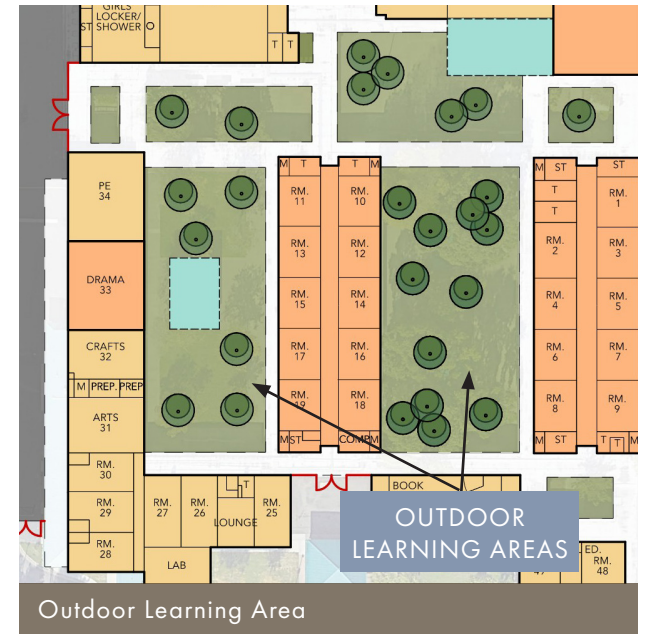 GIRLS
LOCKER/
ST SHOWER O
T T
M T T M
M ST ST
PE
34
RM.
11
RM.
10
T
T
RM.
1
RM.
13
RM.
12
RM.
2
RM.
3
DRAMA
33
RM.
15
RM.
14
RM.
4
RM.
5
CRAFTS
32
RM.
17
RM.
16
RM.
6
RM.
7
M PREP. PREP
ARTS
31
RM.
19
RM.
18
RM.
8
RM.
9
M ST COMP M
M ST T T M
RM.
30
RM.
29
RM.
28
RM.
27
RM.
26
T
LOUNGE
RM.
25
LAB
BOOK
OUTDOOR
LEARNING AREAS
ED.
RM.
48
Outdoor Learning Area